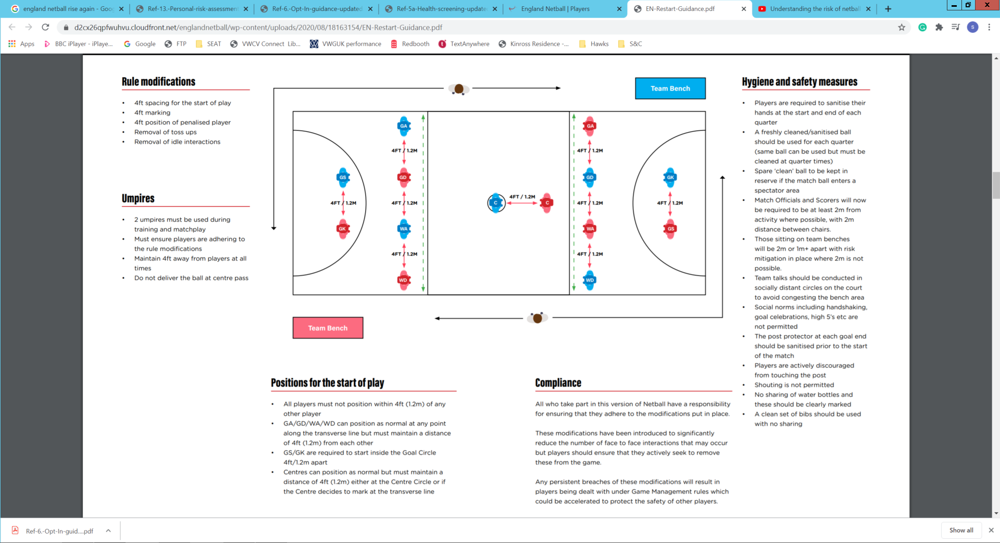 england netball rise again - Goo
Ref-13.-Personal-risk-assessment
Ref-6.-Opt-In-guidance-updated
Ref-5a-Health-screening-update
England Netball | Players
EN-Restart-Guidance.pdf
Understanding the risk of netball
d2cx26qpfwuhvu.cloudfront.net/englandnetball/wp-content/uploads/2020/08/18163154/EN-Restart-Guidance.pdf
S
Apps
BBC iPlayer - iPlaye...
Google
FTP
SEAT
VWCV Connect Lib...
VWGUK performance
Redbooth
TextAnywhere
Kinross Residence -...
Hawks
S&C
Rule modifications
• 4ft spacing for the start of play
• 4ft marking
• 4ft position of penalised player
• Removal of toss ups
• Removal of idle interactions
Umpires
• 2 umpires must be used during
training and matchplay
• Must ensure players are adhering to
the rule modifications
• Maintain 4ft away from players at all
times
• Do not deliver the ball at centre pass
Team Bench
GA
GA
4FT / 1.2M
4FT / 1.2M
GS
GD
GD
GK
4FT / 1.2M
4FT / 1.2M
C
4FT / 1.2M
C
4FT / 1.2M
4FT / 1.2M
GK
WA
WA
GS
4FT / 1.2M
4FT / 1.2M
WD
WD
Team Bench
Positions for the start of play
• All players must not position within 4ft (1.2m) of any
other player
• GA/GD/WA/WD can position as normal at any point
along the transverse line but must maintain a distance
of 4ft (1.2m) from each other
• GS/GK are required to start inside the Goal Circle
4ft/1.2m apart
• Centres can position as normal but must maintain a
distance of 4ft (1.2m) either at the Centre Circle or if
the Centre decides to mark at the transverse line
Compliance
All who take part in this version of Netball have a responsibility
for ensuring that they adhere to the modifications put in place.
These modifications have been introduced to significantly
reduce the number of face to face interactions that may occur
but players should ensure that they actively seek to remove
these from the game.
Any persistent breaches of these modifications will result in
players being dealt with under Game Management rules which
could be accelerated to protect the safety of other players.
Hygiene and safety measures
• Players are required to sanitise their
hands at the start and end of each
quarter
• A freshly cleaned/sanitised ball
should be used for each quarter
(same ball can be used but must be
cleaned at quarter times)
• Spare ‘clean’ ball to be kept in
reserve if the match ball enters a
spectator area
• Match Officials and Scorers will now
be required to be at least 2m from
activity where possible, with 2m
distance between chairs.
• Those sitting on team benches
will be 2m or 1m+ apart with risk
mitigation in place where 2m is not
possible.
• Team talks should be conducted in
socially distant circles on the court
to avoid congesting the bench area
• Social norms including handshaking,
goal celebrations, high 5’s etc are
not permitted
• The post protector at each goal end
should be sanitised prior to the start
of the match
• Players are actively discouraged
from touching the post
• Shouting is not permitted
• No sharing of water bottles and
these should be clearly marked
• A clean set of bibs should be used
with no sharing
Ref-6.-Opt-In-guid....pdf
Show all